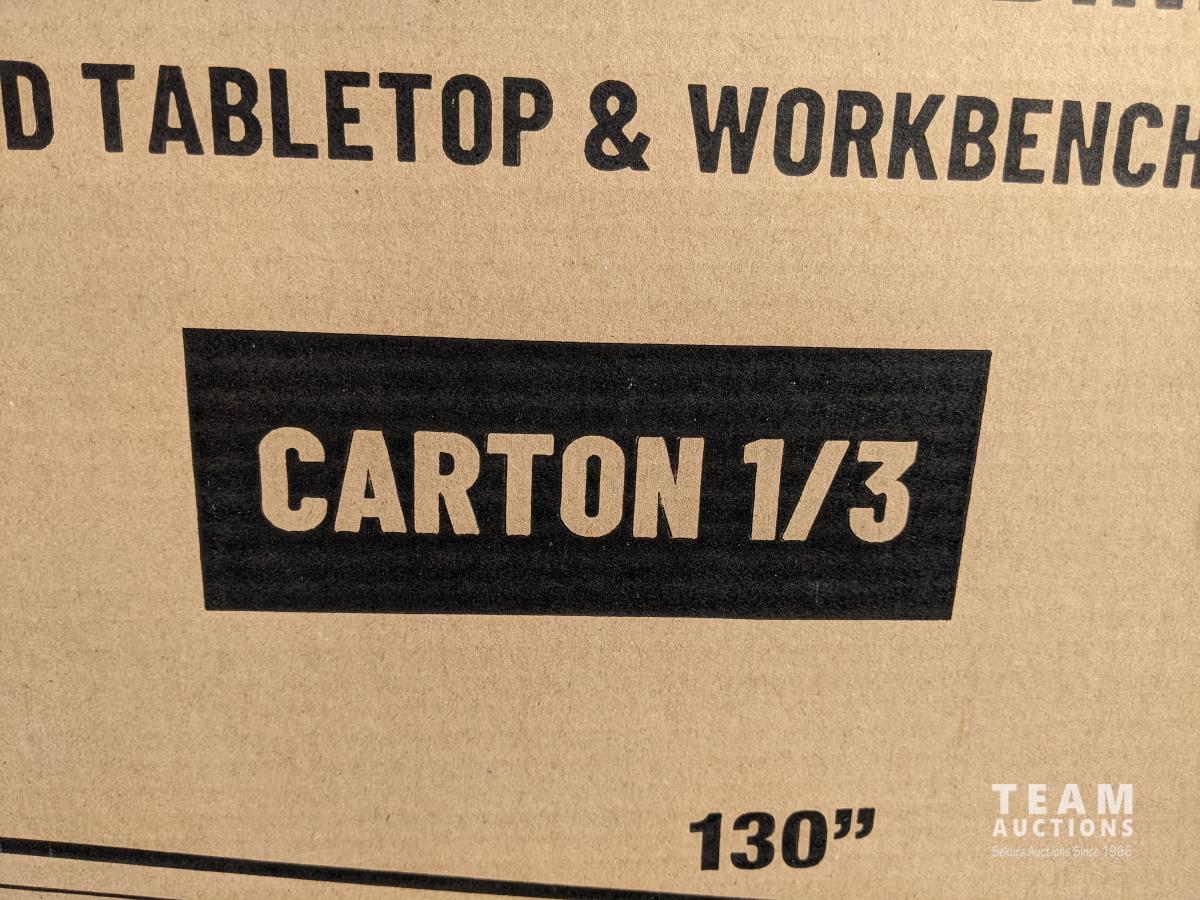 D TABLETOP & WORKBENCH
CARTON 1/3
130”
TEAM
AUCTIONS
Sekura Auctions Since 1966